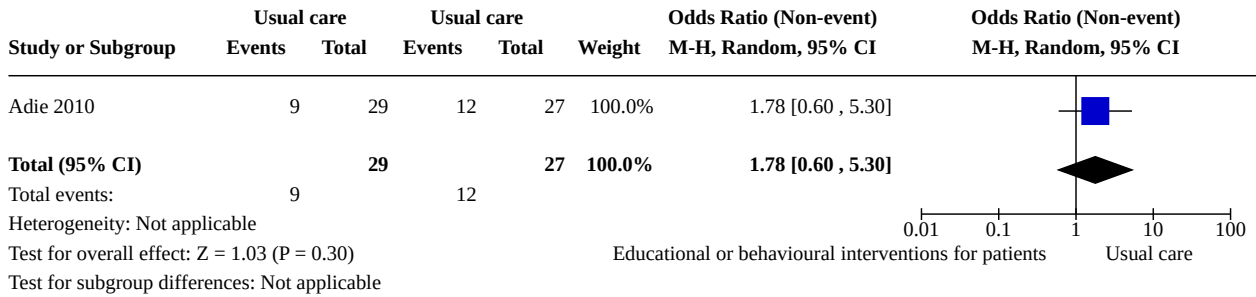 Usual care Usual care Odds Ratio (Non-event) Odds Ratio (Non-event)
Study or Subgroup Events Total Events Total Weight M-H, Random, 95% CI M-H, Random, 95% CI
Adie 2010 9 29 12 27 100.0% 1.78 [0.60 , 5.30]
Total (95% CI) 29 27 100.0% 1.78 [0.60 , 5.30]
Total events: 9 12
Heterogeneity: Not applicable 0.01 0.1 1 10 100
Test for overall effect: Z = 1.03 (P = 0.30) Educational or behavioural interventions for patients Usual care
Test for subgroup differences: Not applicable